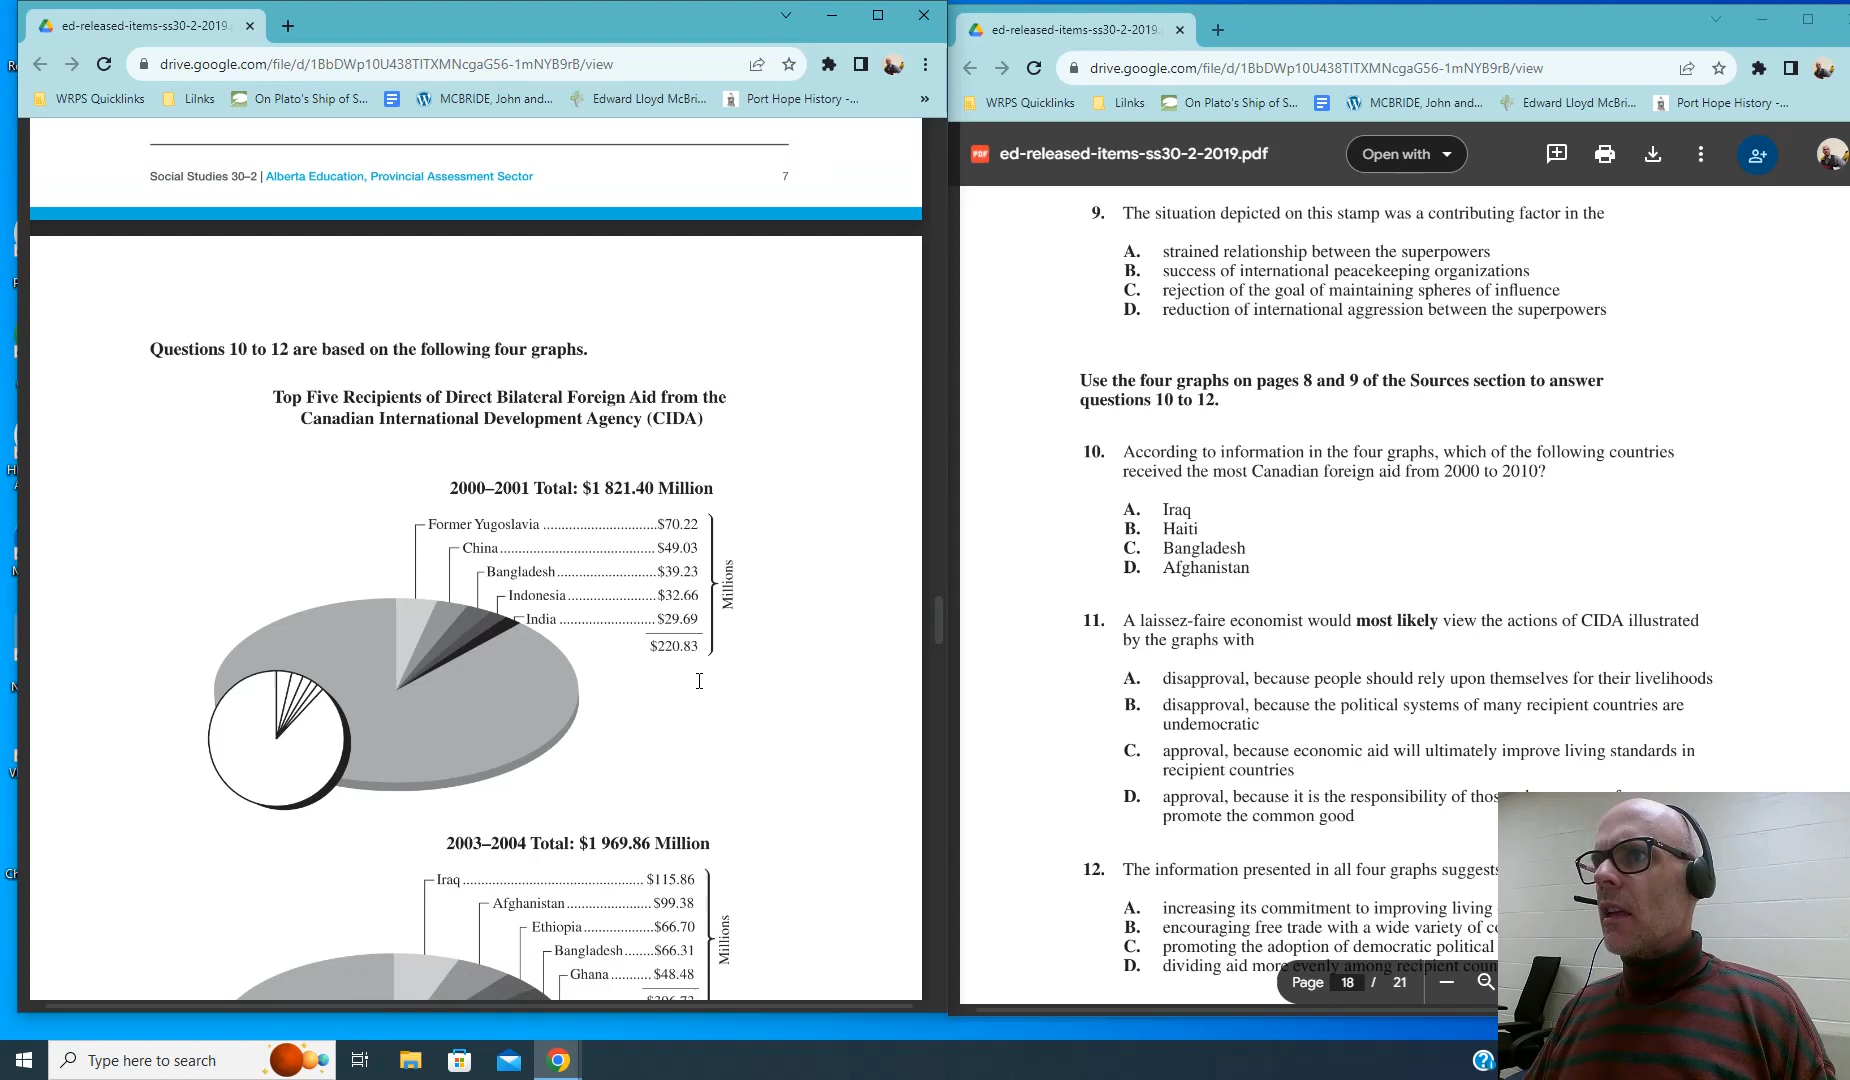 ed-released-items-ss30-2-2019.
drive.google.com/file/d/1BbDWp10U438TITXMNcgaG56-1mNYB9rB/view
WRPS Quicklinks
LiInks
On Plato's Ship of S...
MCBRIDE, John and...
Edward Lloyd McBri...
Port Hope History -...
»
Social Studies 30–2 | Alberta Education, Provincial Assessment Sector
7
Questions 10 to 12 are based on the following four graphs.
Top Five Recipients of Direct Bilateral Foreign Aid from the
Canadian International Development Agency (CIDA)
2000–2001 Total: $1 821.40 Million
Former Yugoslavia ............................... $70.22
China.......................................... $49.03
Bangladesh........................... $39.23
Indonesia........................ $32.66
India .......................... $29.69
$220.83
Millions
2003–2004 Total: $1 969.86 Million
Iraq ................................................ $115.86
Afghanistan ...................... $99.38
Ethiopia................... $66.70
Bangladesh........ $66.31
Ghana ........... $48.48
Millions
ed-released-items-ss30-2-2019.
drive.google.com/file/d/1BbDWp10U438TITXMNcgaG56-1mNYB9rB/view
WRPS Quicklinks
LiInks
On Plato's Ship of S...
MCBRIDE, John and...
Edward Lloyd McBri...
Port Hope History -...
PDF
ed-released-items-ss30-2-2019.pdf
Open with
9. The situation depicted on this stamp was a contributing factor in the
A. strained relationship between the superpowers
B. success of international peacekeeping organizations
C. rejection of the goal of maintaining spheres of influence
D. reduction of international aggression between the superpowers
Use the four graphs on pages 8 and 9 of the Sources section to answer
questions 10 to 12.
10. According to information in the four graphs, which of the following countries
received the most Canadian foreign aid from 2000 to 2010?
A. Iraq
B. Haiti
C. Bangladesh
D. Afghanistan
11. A laissez-faire economist would most likely view the actions of CIDA illustrated
by the graphs with
A. disapproval, because people should rely upon themselves for their livelihoods
B. disapproval, because the political systems of many recipient countries are
undemocratic
C. approval, because economic aid will ultimately improve living standards in
recipient countries
D. approval, because it is the responsibility of
promote the common good
12. The information presented in all four graphs suggests
A. increasing its commitment to improving living
B. encouraging free trade with a wide variety of
C. promoting the adoption of democratic political
D. dividing aid more evenly among recipient
Page 18 / 21
Type here to search